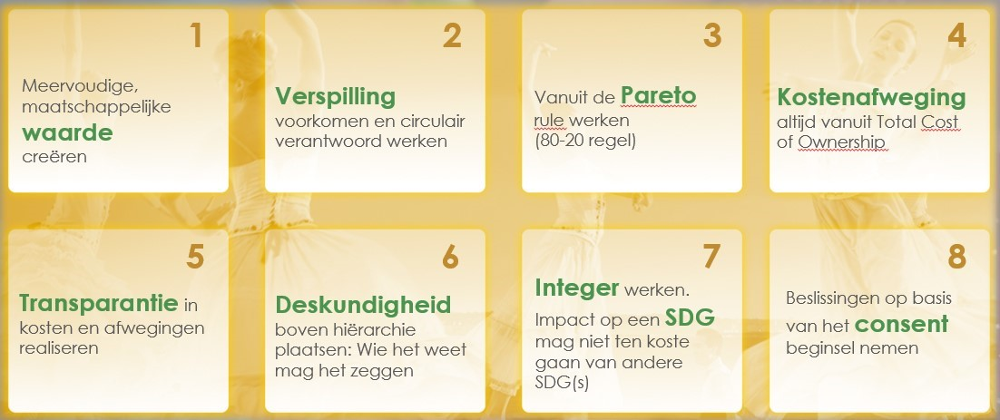 1
Meervoudige,
maatschappelijke
waarde
creëren
2
Verspilling
voorkomen en circulair
verantwoord werken
3
Vanuit de Pareto
rule werken
(80-20 regel)
4
Kostenafweging
altijd vanuit Total Cost
of Ownership
5
Transparantie in
kosten en afwegingen
realiseren
6
Deskundigheid
boven hiërarchie
plaatsen: Wie het weet
mag het zeggen
7
Integer werken.
Impact op een SDG
mag niet ten koste
gaan van andere
SDG(s)
8
Beslissingen op basis
van het consent
beginsel nemen